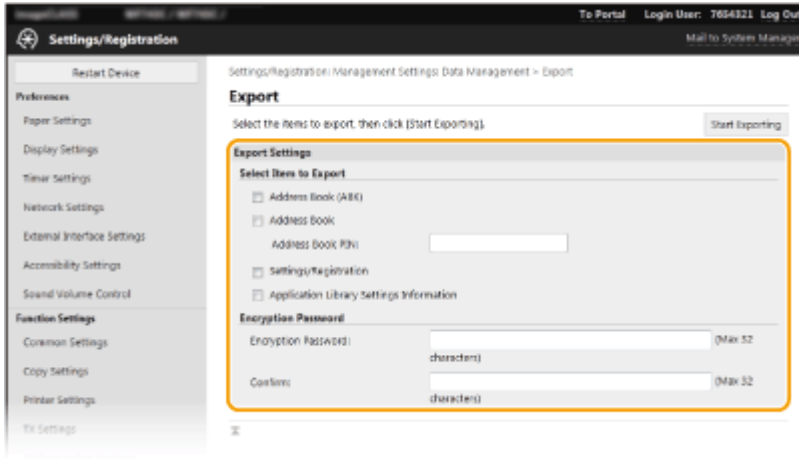 To Portal Login User: 7654321 Log Out
Settings/Registration
Mail to System Manager
Restart Device
Preferences
Paper Settings
Display Settings
Timer Settings
Network Settings
External Interface Settings
Accessibility Settings
Sound Volume Control
Function Settings
Common Settings
Copy Settings
Printer Settings
TX Settings
Settings/Registration: Management Settings: Data Management > Export
Export
Select the items to export, then click [Start Exporting].
Start Exporting
Export Settings
Select Item to Export
Address Book (ABK)
Address Book
Address Book PIN:
Settings/Registration
Application Library Settings Information
Encryption Password
Encryption Password: (Max 32
characters)
Confirm: (Max 32
characters)